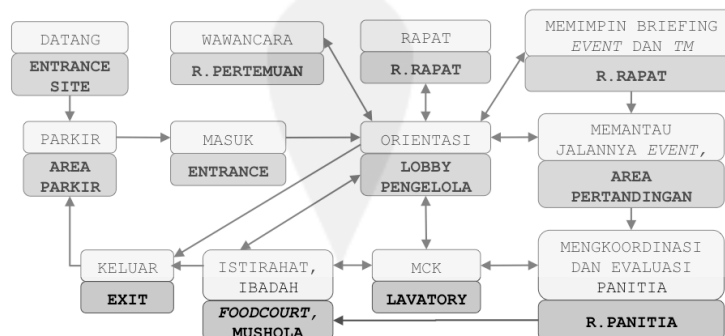 DATANG
ENTRANCE
SITE
WAWANCARA
R.PERTEMUAN
RAPAT
R.RAPAT
MEMIMPIN BRIEFING
EVENT DAN TM
R.RAPAT
PARKIR
AREA
PARKIR
MASUK
ENTRANCE
ORIENTASI
LOBBY
PENGELOLA
MEMANTAU
JALANNYA EVENT,
AREA
PERTANDINGAN
KELUAR
EXIT
ISTIRAHAT,
IBADAH
FOODCOURT,
MUSHOLA
MCK
LAVATORY
MENGKOORDINASI
DAN EVALUASI
PANITIA
R.PANITIA